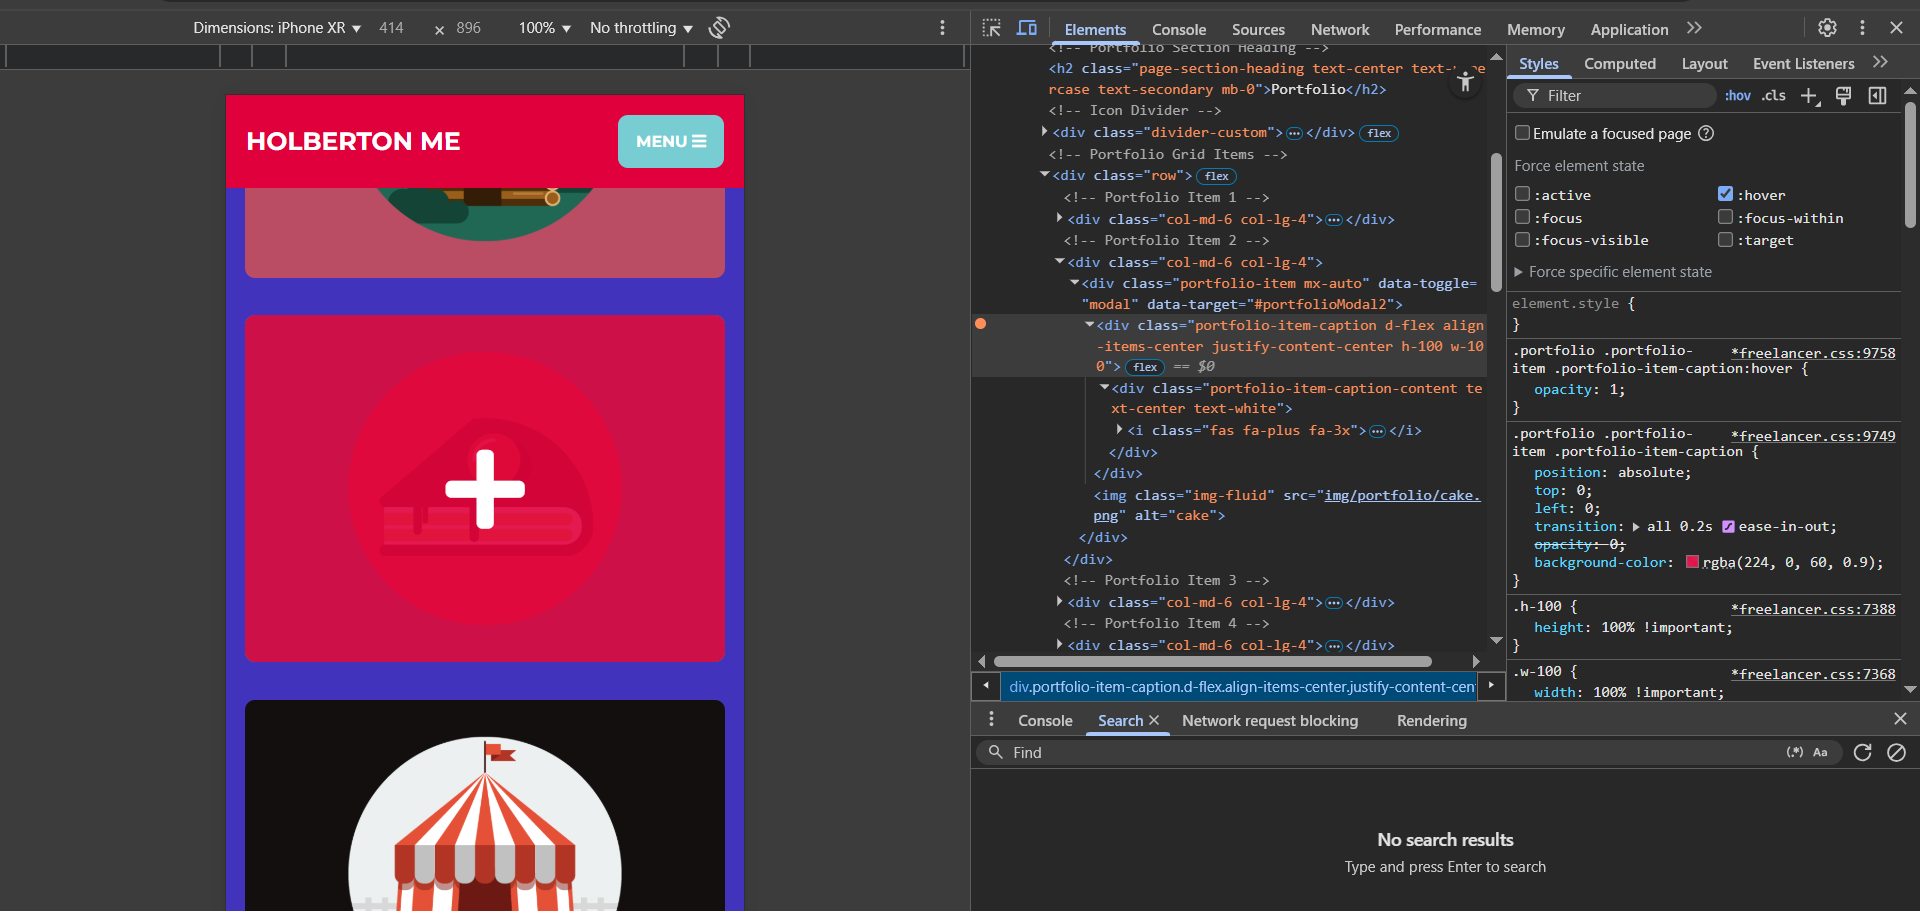 Dimensions: iPhone XR ▼ 414 × 896 100% ▼ No throttling ▼
HOLBERTON ME
MENU ☰
Elements Console Sources Network Performance Memory Application
<!-- Portfolio Section Heading -->
<h2 class="page-section-heading text-center text-
rcase text-secondary mb-0">Portfolio</h2>
<!-- Icon Divider -->
<div class="divider-custom">…</div> flex
<!-- Portfolio Grid Items -->
<div class="row"> flex
<!-- Portfolio Item 1 -->
<div class="col-md-6 col-lg-4">…</div>
<!-- Portfolio Item 2 -->
<div class="col-md-6 col-lg-4">
<div class="portfolio-item mx-auto" data-toggle=
"modal" data-target="#portfolioModal2">
<div class="portfolio-item-caption d-flex align
-items-center justify-content-center h-100 w-10
0"> flex == $0
<div class="portfolio-item-caption-content te
xt-center text-white">
<i class="fas fa-plus fa-3x">…</i>
</div>
</div>
<img class="img-fluid" src="img/portfolio/cake.
png" alt="cake">
</div>
</div>
<!-- Portfolio Item 3 -->
<div class="col-md-6 col-lg-4">…</div>
<!-- Portfolio Item 4 -->
<div class="col-md-6 col-lg-4">…</div>
div.portfolio-item-caption.d-flex.align-items-center.justify-content-cen
Styles Computed Layout Event Listeners
Filter :hov .cls
Emulate a focused page
Force element state
:active :hover
:focus :focus-within
:focus-visible :target
Force specific element state
element.style {
}
.portfolio .portfolio- *freelancer.css:9758
item .portfolio-item-caption:hover {
opacity: 1;
}
.portfolio .portfolio- *freelancer.css:9749
item .portfolio-item-caption {
position: absolute;
top: 0;
left: 0;
transition: all 0.2s ease-in-out;
opacity: 0;
background-color: rgba(224, 0, 60, 0.9);
}
.h-100 { *freelancer.css:7388
height: 100% !important;
}
.w-100 { *freelancer.css:7368
width: 100% !important;
Console Search Network request blocking Rendering
Find (.*) Aa
No search results
Type and press Enter to search